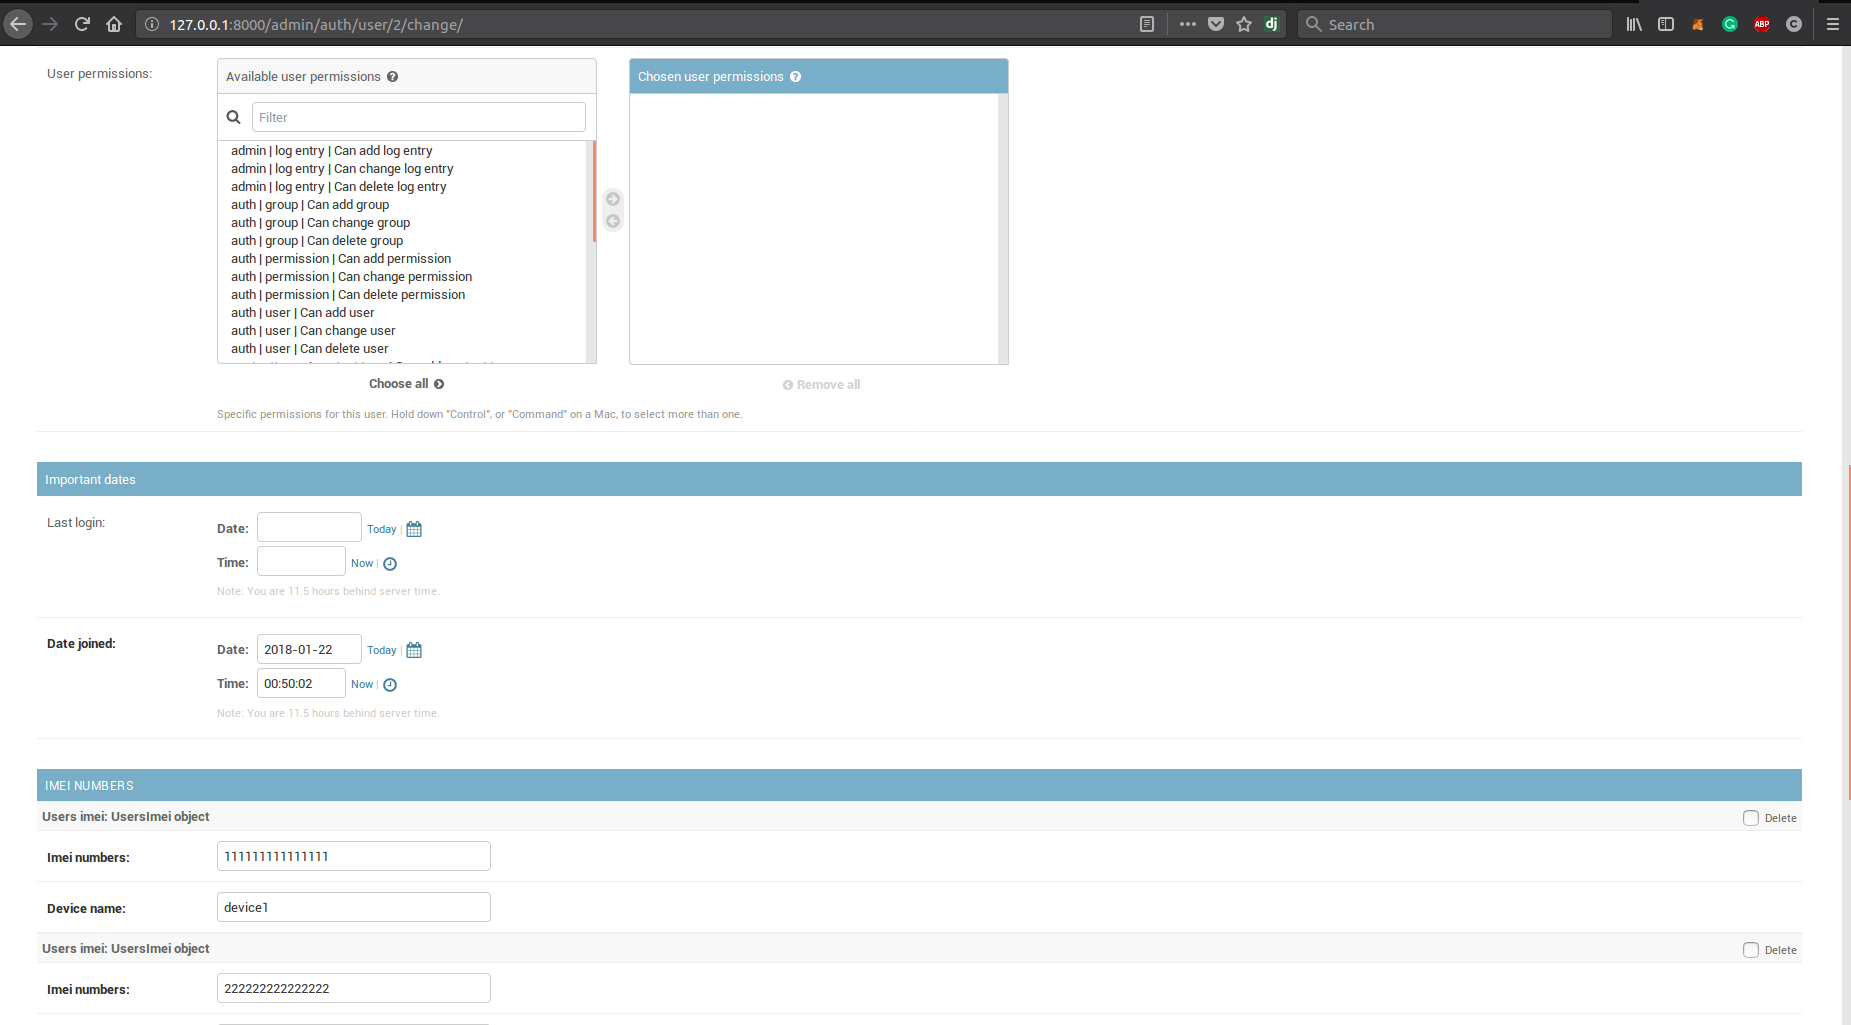 127.0.0.1:8000/admin/auth/user/2/change/
Search
User permissions:
Available user permissions
Chosen user permissions
Filter
admin | log entry | Can add log entry
admin | log entry | Can change log entry
admin | log entry | Can delete log entry
auth | group | Can add group
auth | group | Can change group
auth | group | Can delete group
auth | permission | Can add permission
auth | permission | Can change permission
auth | permission | Can delete permission
auth | user | Can add user
auth | user | Can change user
auth | user | Can delete user
Choose all
Remove all
Specific permissions for this user. Hold down "Control", or "Command" on a Mac, to select more than one.
Important dates
Last login:
Date: Today |
Time: Now |
Note: You are 11.5 hours behind server time.
Date joined:
Date: 2018-01-22 Today |
Time: 00:50:02 Now |
Note: You are 11.5 hours behind server time.
IMEI NUMBERS
Users imei: UsersImei object Delete
Imei numbers: 111111111111111
Device name: device1
Users imei: UsersImei object Delete
Imei numbers: 222222222222222